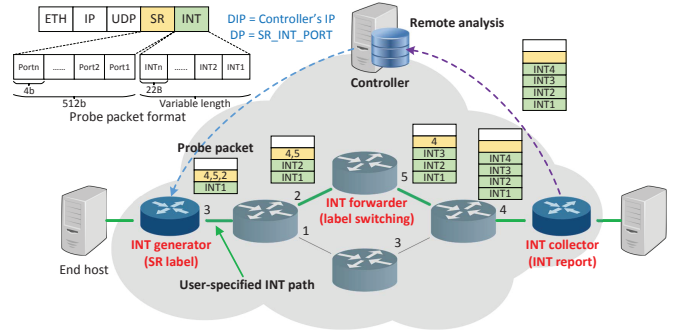 ETH IP UDP SR INT
DIP = Controller's IP
DP = SR_INT_PORT
Portn ...... Port2 Port1
INTn ...... INT2 INT1
4b
22B
512b
Variable length
Probe packet format
Remote analysis
Controller
INT4
INT3
INT2
INT1
Probe packet
4,5,2
INT1
4,5
INT2
INT1
4
INT3
INT2
INT1
INT4
INT3
INT2
INT1
3
2
1
5
3
4
INT forwarder
(label switching)
End host
INT generator
(SR label)
User-specified INT path
INT collector
(INT report)